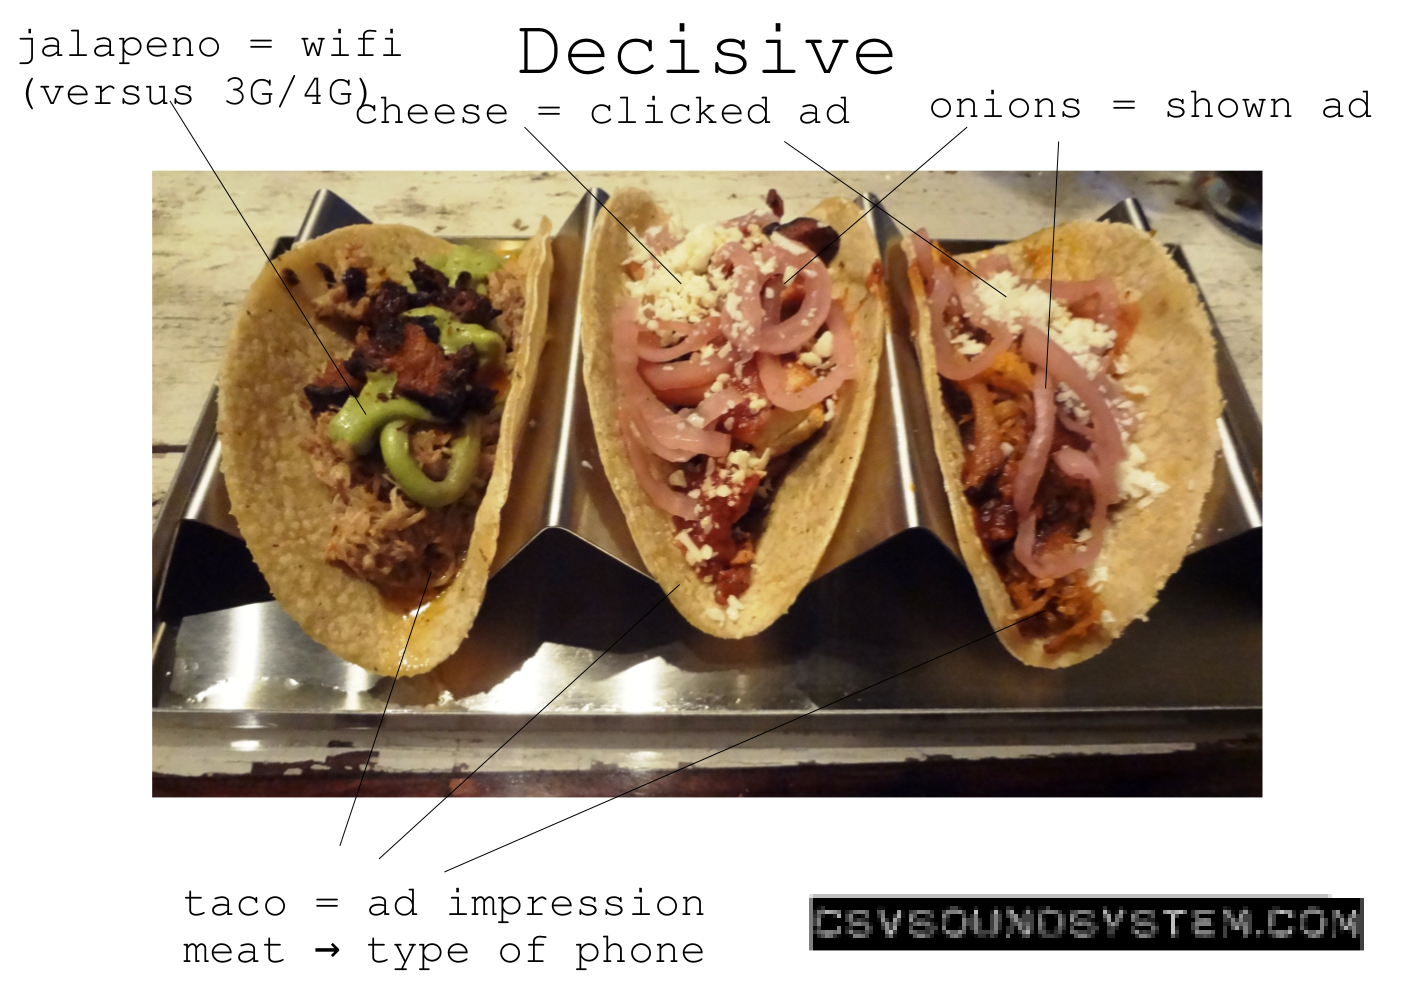 Decisive
jalapeno = wifi
(versus 3G/4G)
cheese = clicked ad
onions = shown ad
taco = ad impression
meat → type of phone
CSVSOUNDSYSTEM.COM